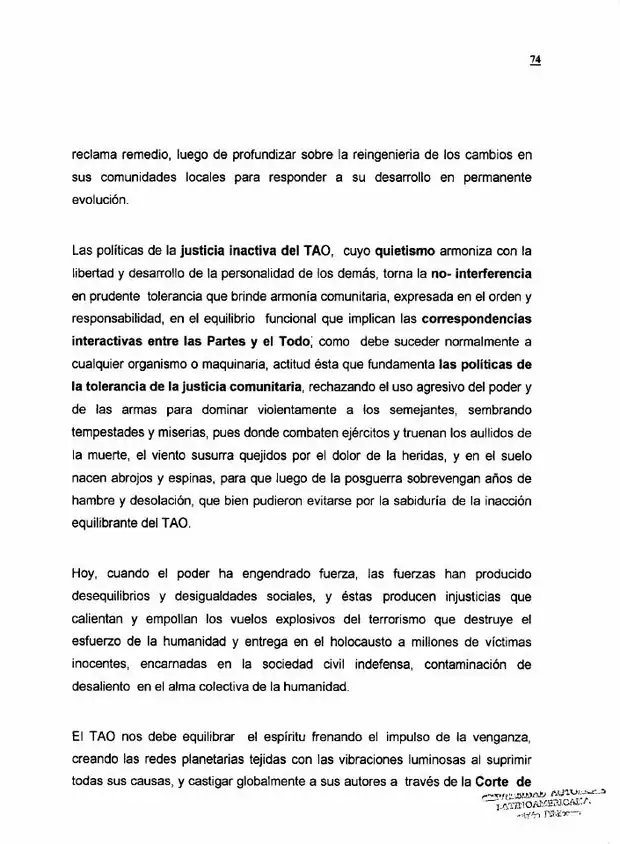 74
reclama remedio, luego de profundizar sobre la reingenieria de los cambios en
sus comunidades locales para responder a su desarrollo en permanente
evolución.
Las políticas de la justicia inactiva del TAO, cuyo quietismo armoniza con la
libertad y desarrollo de la personalidad de los demás, torna la no- interferencia
en prudente tolerancia que brinde armonía comunitaria, expresada en el orden y
responsabilidad, en el equilibrio funcional que implican las correspondencias
interactivas entre las Partes y el Todo; como debe suceder normalmente a
cualquier organismo o maquinaria, actitud ésta que fundamenta las políticas de
la tolerancia de la justicia comunitaria, rechazando el uso agresivo del poder y
de las armas para dominar violentamente a los semejantes, sembrando
tempestades y miserias, pues donde combaten ejércitos y truenan los aullidos de
la muerte, el viento susurra quejidos por el dolor de la heridas, y en el suelo
nacen abrojos y espinas, para que luego de la posguerra sobrevengan años de
hambre y desolación, que bien pudieron evitarse por la sabiduría de la inacción
equilibrante del TAO.
Hoy, cuando el poder ha engendrado fuerza, las fuerzas han producido
desequilibrios y desigualdades sociales, y éstas producen injusticias que
calientan y empollan los vuelos explosivos del terrorismo que destruye el
esfuerzo de la humanidad y entrega en el holocausto a millones de víctimas
inocentes, encarnadas en la sociedad civil indefensa, contaminación de
desaliento en el alma colectiva de la humanidad.
El TAO nos debe equilibrar el espíritu frenando el impulso de la venganza,
creando las redes planetarias tejidas con las vibraciones luminosas al suprimir
todas sus causas, y castigar globalmente a sus autores a través de la Corte de
LATINOAMERICANA